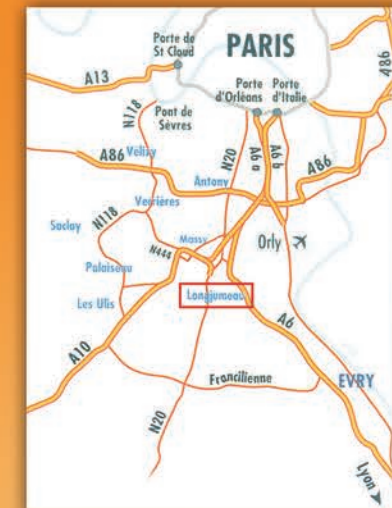 Porte de
St Cloud
PARIS
A86
A13
Porte
d'Orléans
Porte
d'Italie
N118
Pont de
Sèvres
N20
A6 a
A6 b
Vélizy
A86
Antony
A86
Verrières
N118
Saclay
Massy
Orly
N444
Palaiseau
Longjumeau
Les Ulis
A6
A10
Francilienne
EVRY
N20
Lyon